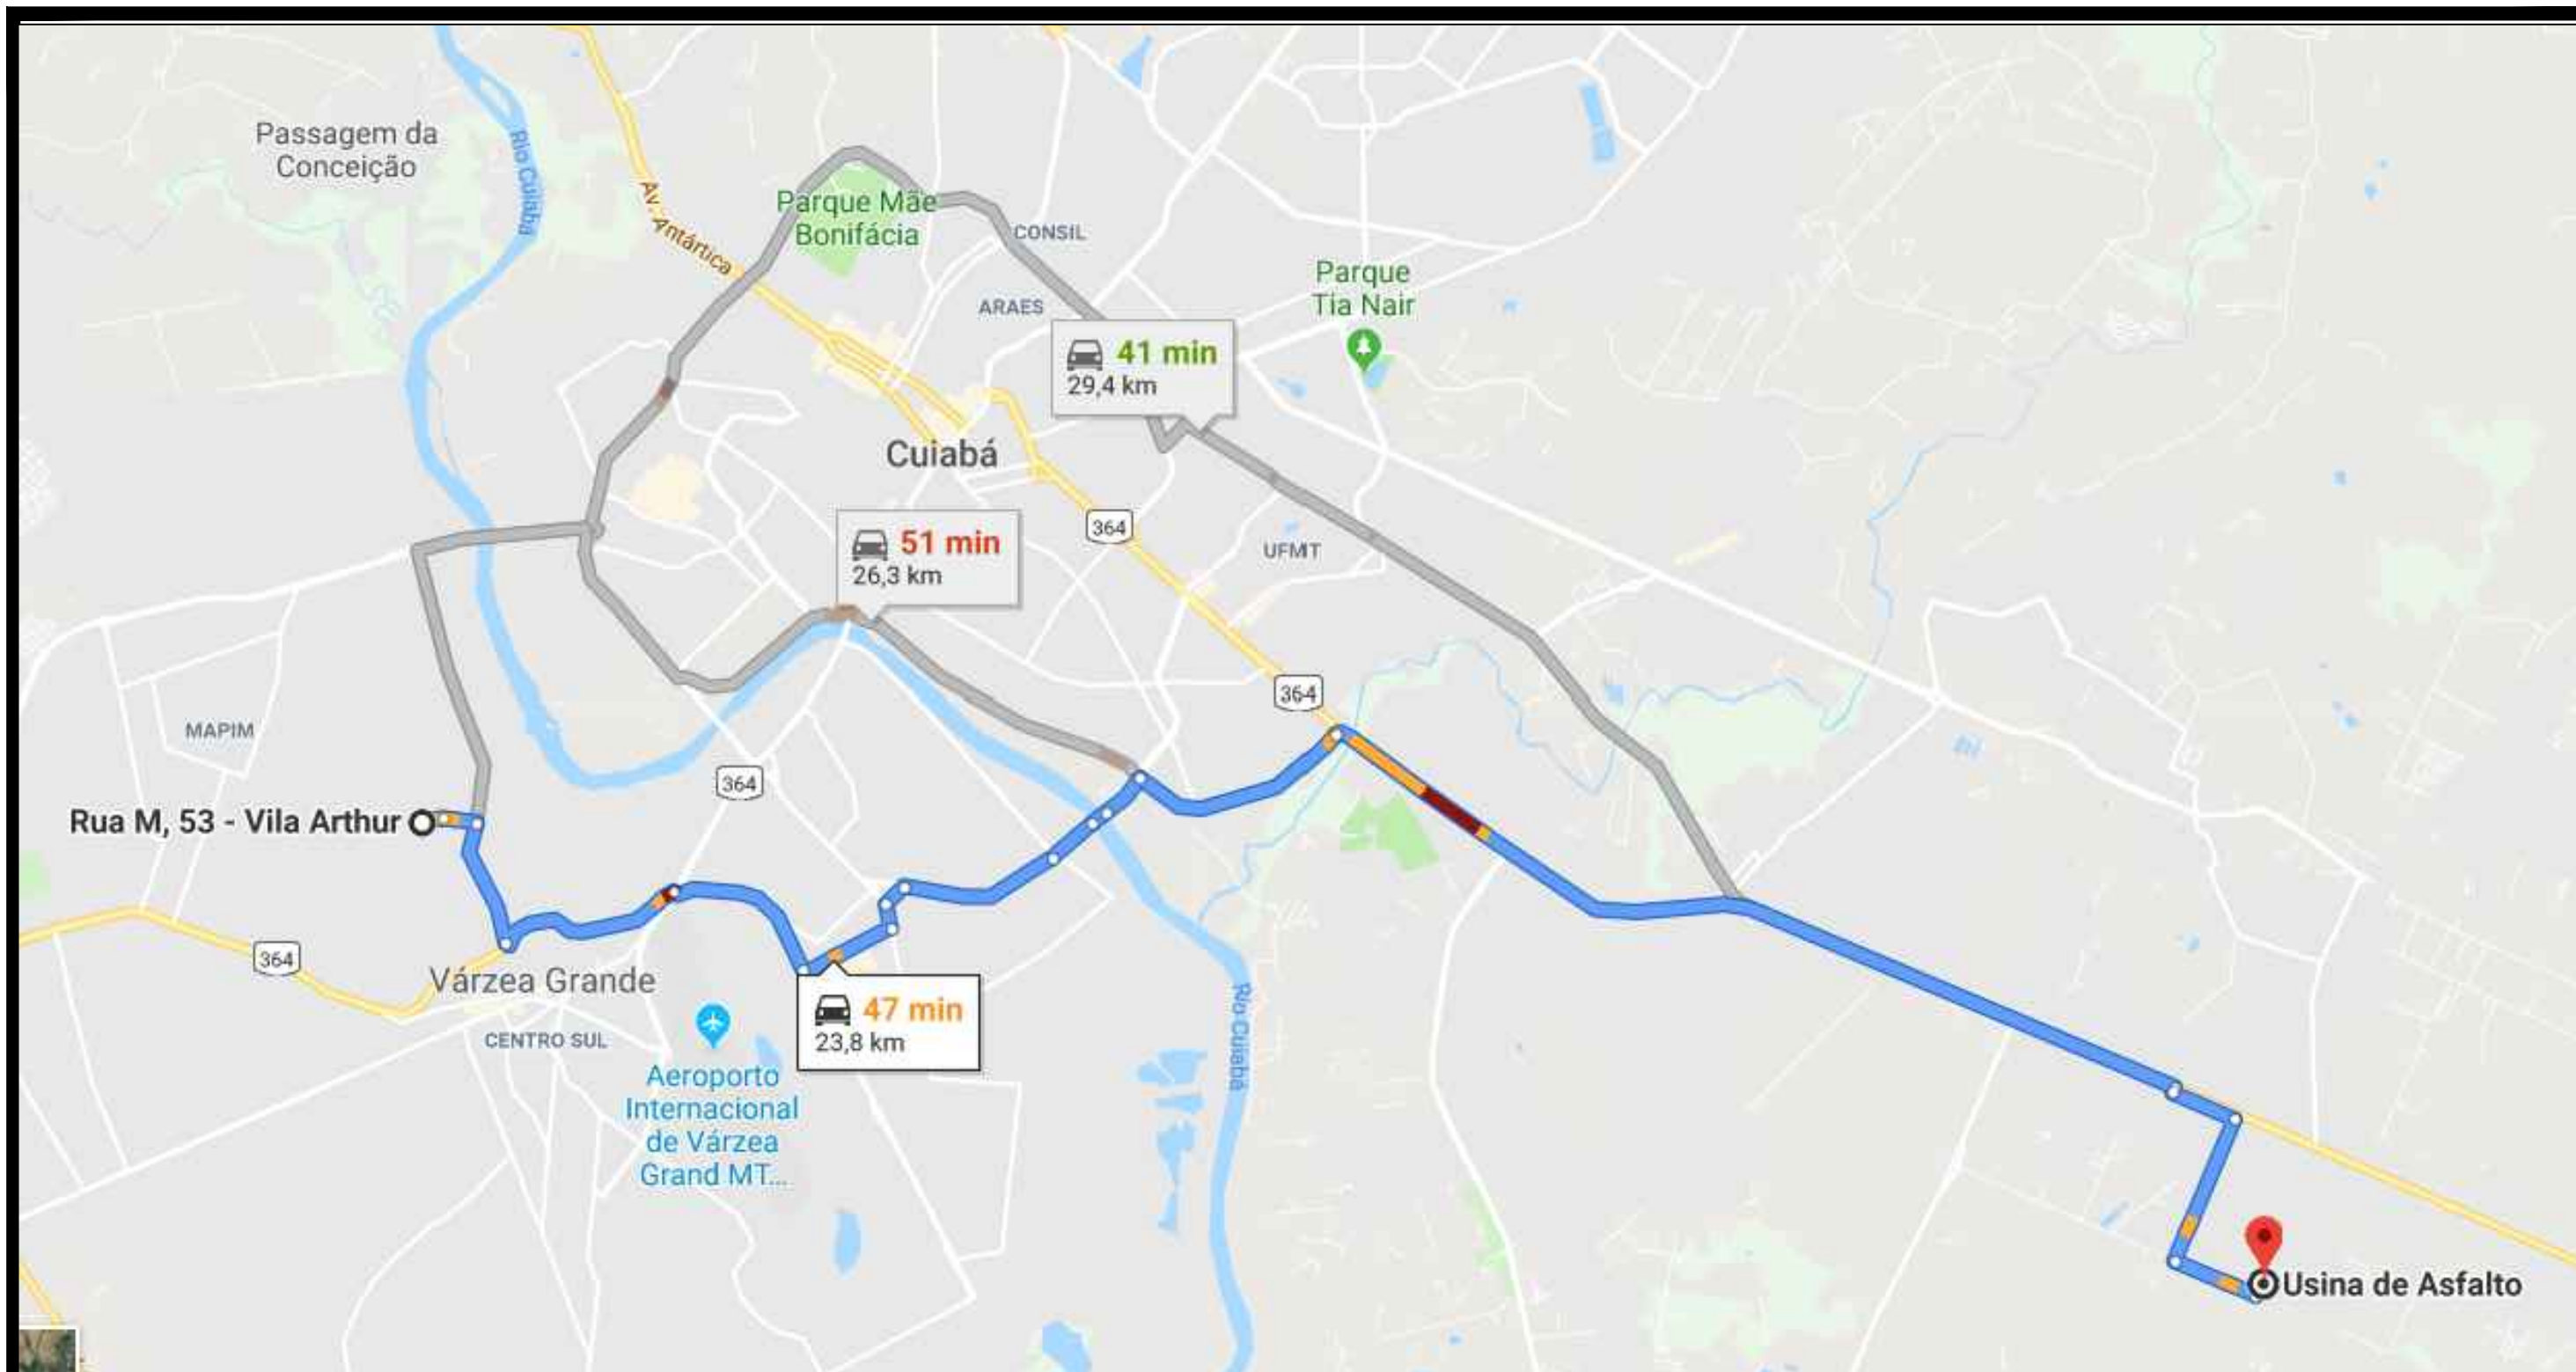 Passagem da
Conceição
Rio Cuiabá
Av. Antártica
Parque Mãe
Bonifácia
CONSIL
Parque
Tia Nair
ARAES
41 min
29,4 km
Cuiabá
364
51 min
26,3 km
UFMT
364
MAPIM
364
Rua M, 53 - Vila Arthur
364
Várzea Grande
47 min
23,8 km
CENTRO SUL
Rio Cuiabá
Aeroporto
Internacional
de Várzea
Grand MT...
Usina de Asfalto